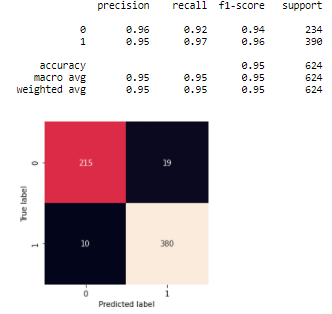 precision recall f1-score support
0 0.96 0.92 0.94 234
1 0.95 0.97 0.96 390
accuracy 0.95 624
macro avg 0.95 0.95 0.95 624
weighted avg 0.95 0.95 0.95 624
True label
0
215 19
1
10 380
0 1
Predicted label